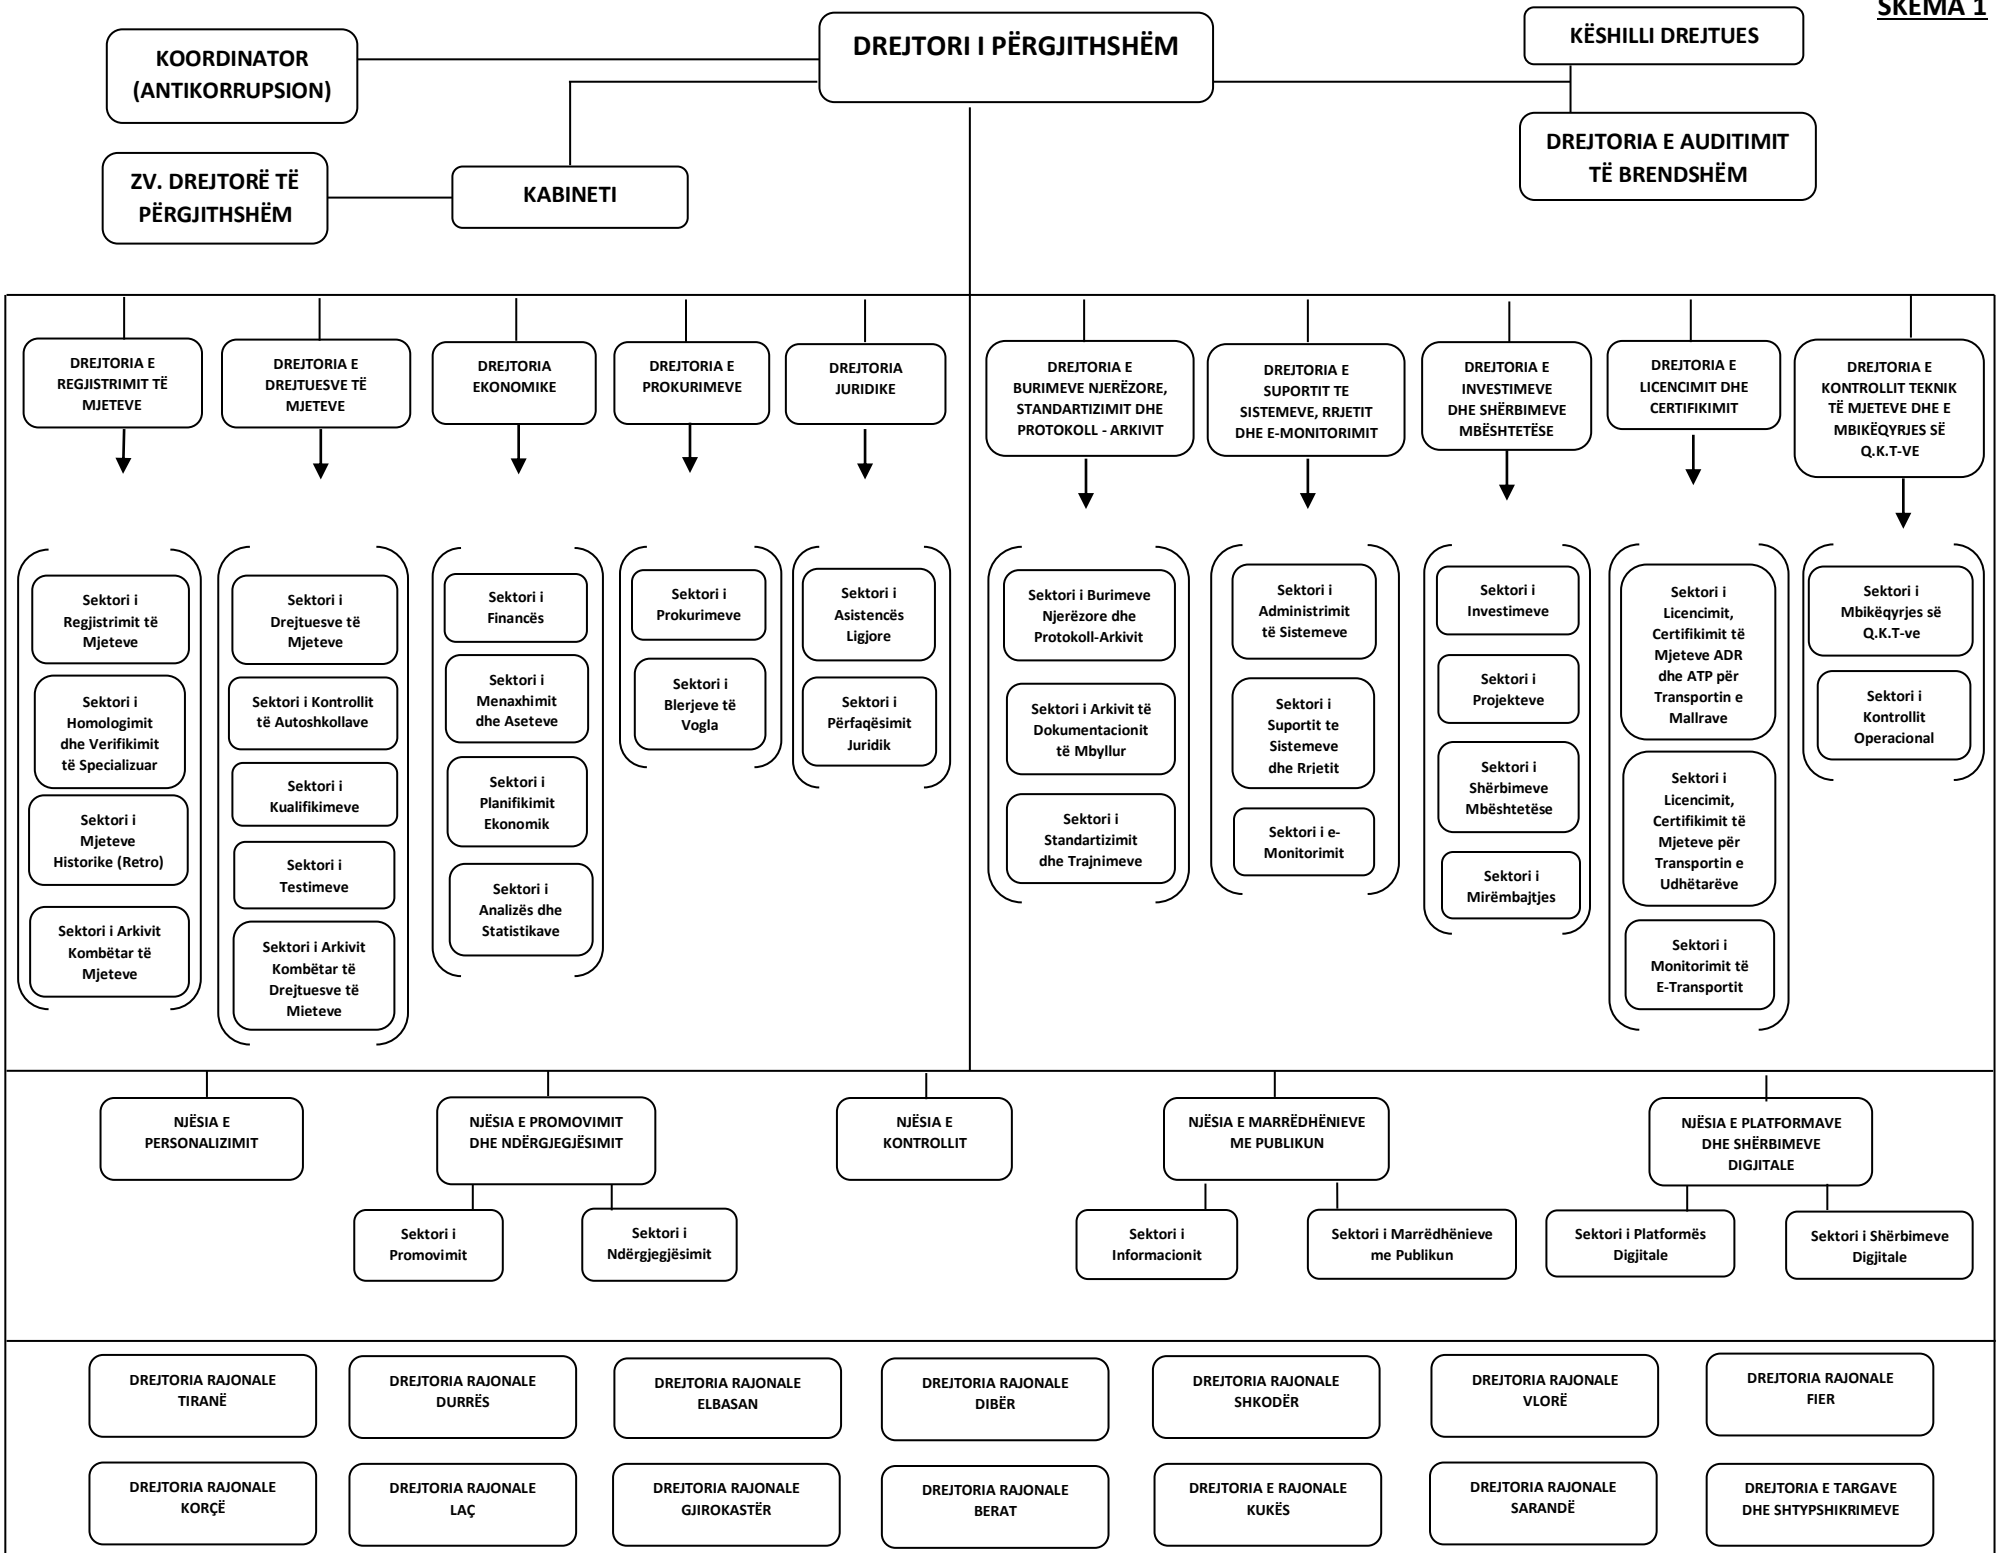 SKEMA 1
DREJTORI I PËRGJITHSHËM
KËSHILLI DREJTUES
KOORDINATOR
(ANTIKORRUPSION)
DREJTORIA E AUDITIMIT
TË BRENDSHËM
ZV. DREJTORË TË
PËRGJITHSHËM
KABINETI
DREJTORIA E
REGJISTRIMIT TË
MJETEVE
DREJTORIA E
DREJTUESVE TË
MJETEVE
DREJTORIA
EKONOMIKE
DREJTORIA E
PROKURIMEVE
DREJTORIA
JURIDIKE
DREJTORIA E
BURIMEVE NJERËZORE,
STANDARTIZIMIT DHE
PROTOKOLL - ARKIVIT
DREJTORIA E
SUPORTIT TE
SISTEMEVE, RRJETIT
DHE E-MONITORIMIT
DREJTORIA E
INVESTIMEVE
DHE SHËRBIMEVE
MBËSHTETËSE
DREJTORIA E
LICENCIMIT DHE
CERTIFIKIMIT
DREJTORIA E
KONTROLLIT TEKNIK
TË MJETEVE DHE E
MBIKËQYRJES SË
Q.K.T-VE
Sektori i
Regjistrimit të
Mjeteve
Sektori i
Homologimit
dhe Verifikimit
të Specializuar
Sektori i
Mjeteve
Historike (Retro)
Sektori i Arkivit
Kombëtar të
Mjeteve
Sektori i
Drejtuesve të
Mjeteve
Sektori i Kontrollit
të Autoshkollave
Sektori i
Kualifikimeve
Sektori i
Testimeve
Sektori i Arkivit
Kombëtar të
Drejtuesve të
Mjeteve
Sektori i
Financës
Sektori i
Menaxhimit
dhe Aseteve
Sektori i
Planifikimit
Ekonomik
Sektori i
Analizës dhe
Statistikave
Sektori i
Prokurimeve
Sektori i
Blerjeve të
Vogla
Sektori i
Asistencës
Ligjore
Sektori i
Përfaqësimit
Juridik
Sektori i Burimeve
Njerëzore dhe
Protokoll-Arkivit
Sektori i Arkivit të
Dokumentacionit
të Mbyllur
Sektori i
Standartizimit
dhe Trajnimeve
Sektori i
Administrimit
të Sistemeve
Sektori i
Suportit te
Sistemeve
dhe Rrjetit
Sektori i e-
Monitorimit
Sektori i
Investimeve
Sektori i
Projekteve
Sektori i
Shërbimeve
Mbështetëse
Sektori i
Mirëmbajtjes
Sektori i
Licencimit,
Certifikimit të
Mjeteve ADR
dhe ATP për
Transportin e
Mallrave
Sektori i
Licencimit,
Certifikimit të
Mjeteve për
Transportin e
Udhëtarëve
Sektori i
Monitorimit të
E-Transportit
Sektori i
Mbikëqyrjes së
Q.K.T-ve
Sektori i
Kontrollit
Operacional
NJËSIA E
PERSONALIZIMIT
NJËSIA E PROMOVIMIT
DHE NDËRGJEGJËSIMIT
NJËSIA E
KONTROLLIT
NJËSIA E MARRËDHËNIEVE
ME PUBLIKUN
NJËSIA E PLATFORMAVE
DHE SHËRBIMEVE
DIGJITALE
Sektori i
Promovimit
Sektori i
Ndërgjegjësimit
Sektori i
Informacionit
Sektori i Marrëdhënieve
me Publikun
Sektori i Platformës
Digjitale
Sektori i Shërbimeve
Digjitale
DREJTORIA RAJONALE
TIRANË
DREJTORIA RAJONALE
DURRËS
DREJTORIA RAJONALE
ELBASAN
DREJTORIA RAJONALE
DIBËR
DREJTORIA RAJONALE
SHKODËR
DREJTORIA RAJONALE
VLORË
DREJTORIA RAJONALE
FIER
DREJTORIA RAJONALE
KORÇË
DREJTORIA RAJONALE
LAÇ
DREJTORIA RAJONALE
GJIROKASTËR
DREJTORIA RAJONALE
BERAT
DREJTORIA E RAJONALE
KUKËS
DREJTORIA RAJONALE
SARANDË
DREJTORIA E TARGAVE
DHE SHTYPSHIKRIMEVE